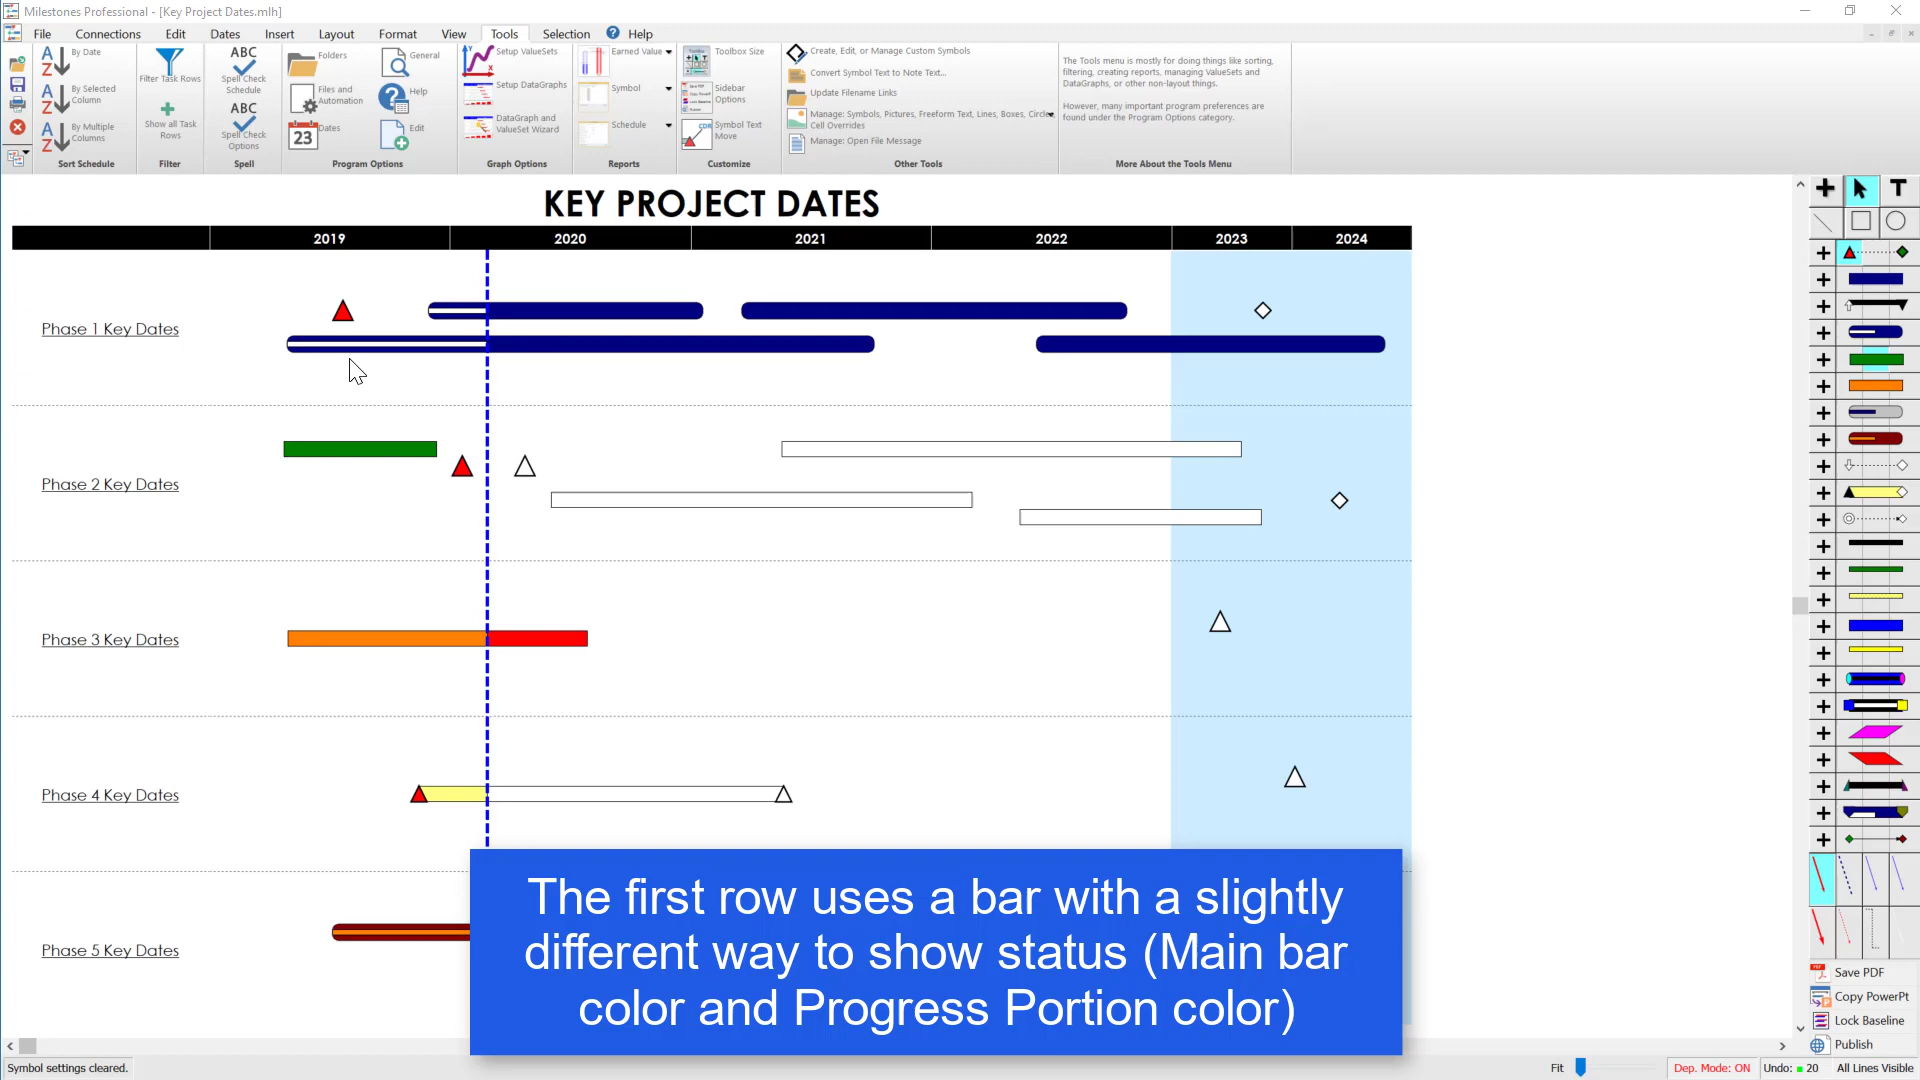 Milestones Professional - [Key Project Dates.mlh]
File Connections Edit Dates Insert Layout Format View Tools Selection Help
By Date
By Selected
Column
By Multiple
Columns
Sort Schedule
Filter Task Rows
Show all Task
Rows
Filter
ABC
Spell Check
Schedule
ABC
Spell Check
Options
Spell
Folders
Files and
Automation
23
Dates
General
Help
Edit
Program Options
Setup ValueSets
Setup DataGraphs
DataGraph and
ValueSet Wizard
Graph Options
Earned Value
Symbol
Schedule
Reports
Toolbox Size
Sidebar
Options
Symbol Text
Move
Customize
Create, Edit, or Manage Custom Symbols
Convert Symbol Text to Note Text...
Update Filename Links
Manage: Symbols, Pictures, Freeform Text, Lines, Boxes, Circles,
Cell Overrides
Manage: Open File Message
Other Tools
The Tools menu is mostly for doing things like sorting,
filtering, creating reports, managing ValueSets and
DataGraphs, or other non-layout things.
However, many important program preferences are
found under the Program Options category.
More About the Tools Menu
KEY PROJECT DATES
2019 2020 2021 2022 2023 2024
Phase 1 Key Dates
Phase 2 Key Dates
Phase 3 Key Dates
Phase 4 Key Dates
Phase 5 Key Dates
The first row uses a bar with a slightly
different way to show status (Main bar
color and Progress Portion color)
Save PDF
Copy PowerPt
Lock Baseline
Publish
Symbol settings cleared.
Fit
Dep. Mode: ON
Undo: 20
All Lines Visible